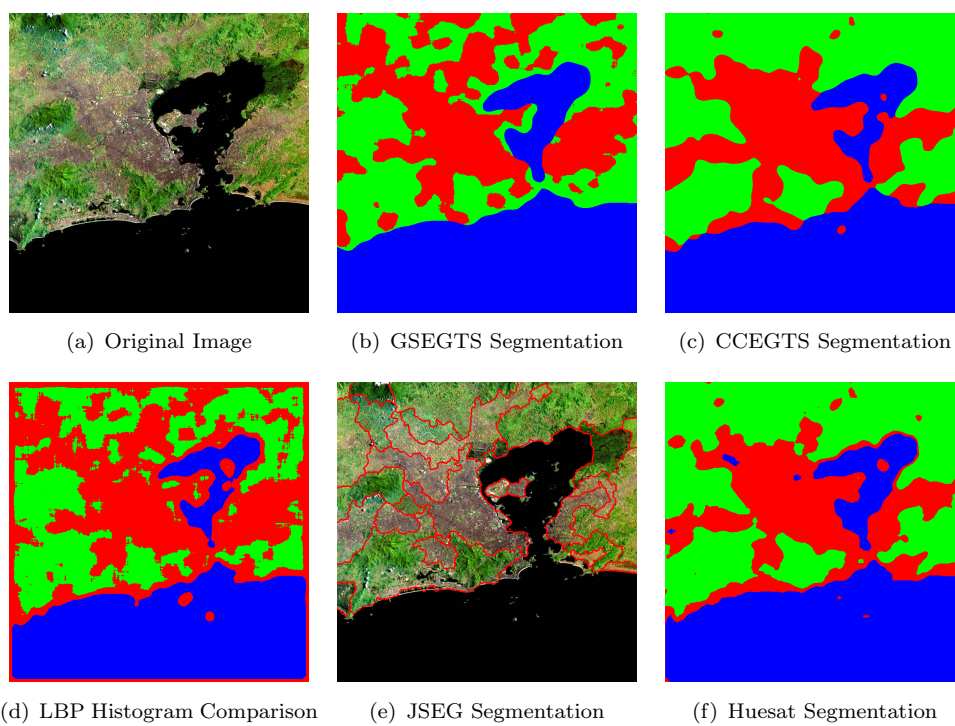 (a) Original Image
(b) GSEGTS Segmentation
(c) CCEGTS Segmentation
(d) LBP Histogram Comparison
(e) JSEG Segmentation
(f) Huesat Segmentation